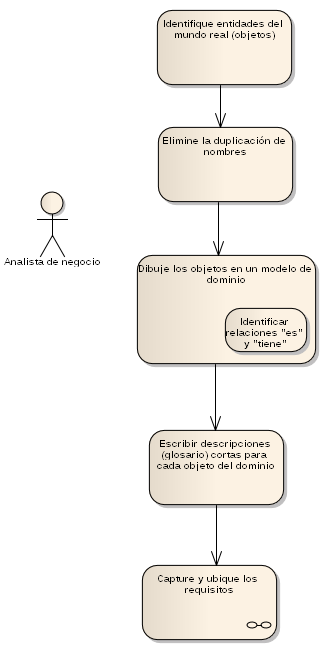 Identifique entidades del
mundo real (objetos)
Elimine la duplicación de
nombres
Analista de negocio
Dibuje los objetos en un modelo de
dominio
Identificar
relaciones "es"
y "tiene"
Escribir descripciones
(glosario) cortas para
cada objeto del dominio
Capture y ubique los
requisitos